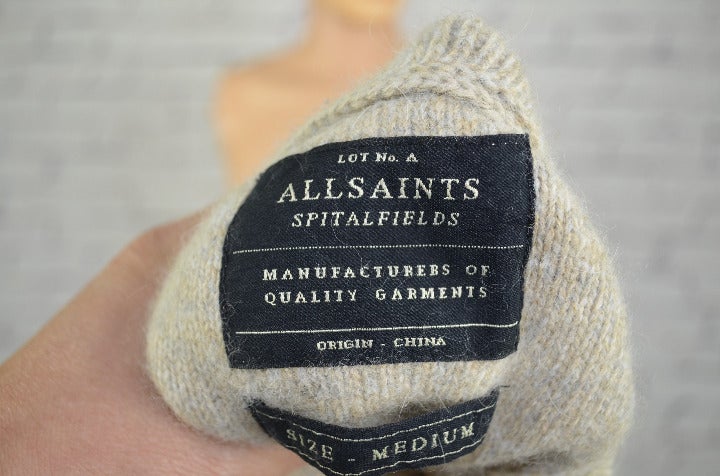 LOT No. A
ALLSAINTS
SPITALFIELDS
MANUFACTURERS OF
QUALITY GARMENTS
ORIGIN - CHINA
SIZE - MEDIUM